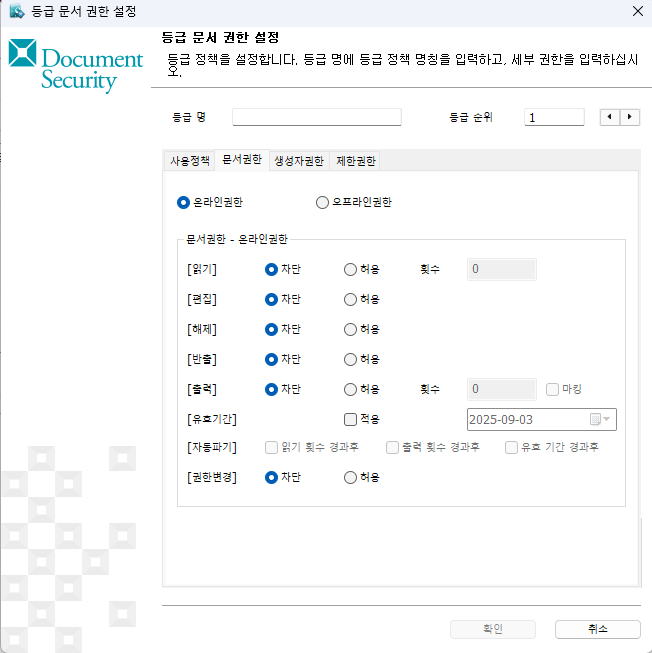 등급 문서 권한 설정
Document
Security
등급 문서 권한 설정
등급 정책을 설정합니다. 등급 명에 등급 정책 명칭을 입력하고, 세부 권한을 입력하십시
오.
등급 명 등급 순위 1
사용정책 문서권한 생성자권한 제한권한
온라인권한 오프라인권한
문서권한 - 온라인권한
[읽기] 차단 허용 횟수 0
[편집] 차단 허용
[해제] 차단 허용
[반출] 차단 허용
[출력] 차단 허용 횟수 0 마킹
[유효기간] 적용 2025-09-03
[자동파기] 읽기 횟수 경과후 출력 횟수 경과후 유효 기간 경과후
[권한변경] 차단 허용
확인 취소